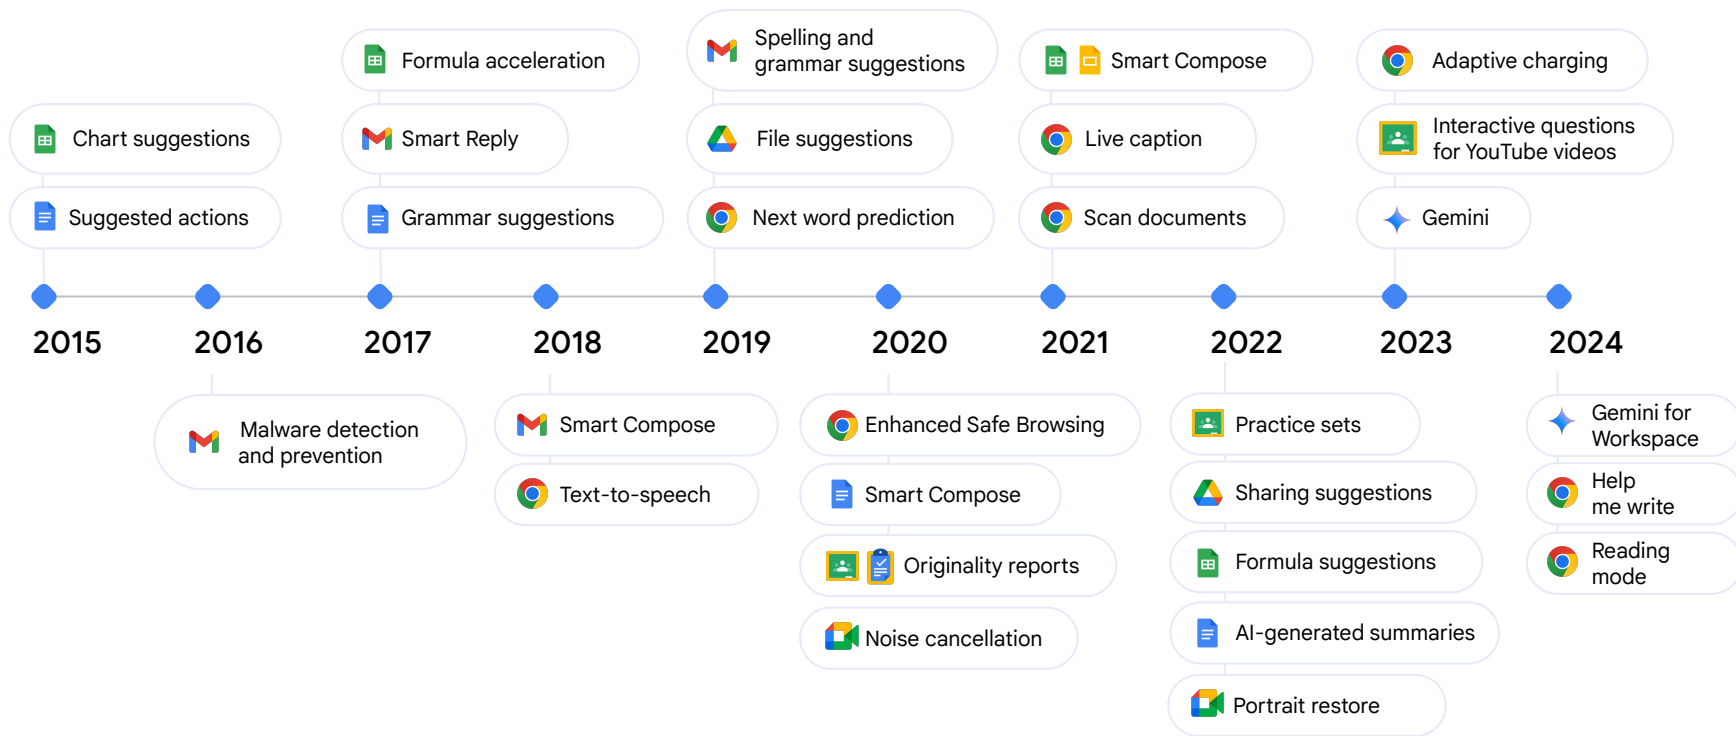 Chart suggestions
Suggested actions
Formula acceleration
Smart Reply
Grammar suggestions
Spelling and
grammar suggestions
File suggestions
Next word prediction
Smart Compose
Live caption
Scan documents
Adaptive charging
Interactive questions
for YouTube videos
Gemini
2015
2016
2017
2018
2019
2020
2021
2022
2023
2024
Malware detection
and prevention
Smart Compose
Text-to-speech
Enhanced Safe Browsing
Smart Compose
Originality reports
Noise cancellation
Practice sets
Sharing suggestions
Formula suggestions
AI-generated summaries
Portrait restore
Gemini for
Workspace
Help
me write
Reading
mode